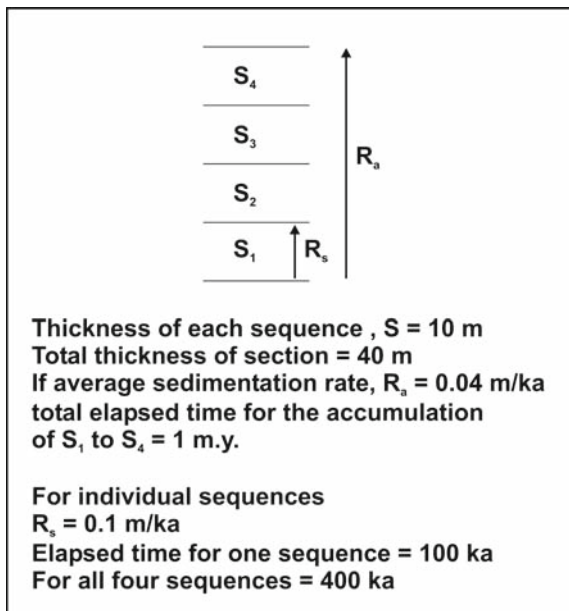 S₄
S₃
Rₐ
S₂
S₁
Rₛ
Thickness of each sequence , S = 10 m
Total thickness of section = 40 m
If average sedimentation rate, Rₐ = 0.04 m/ka
total elapsed time for the accumulation
of S₁ to S₄ = 1 m.y.
For individual sequences
Rₛ = 0.1 m/ka
Elapsed time for one sequence = 100 ka
For all four sequences = 400 ka